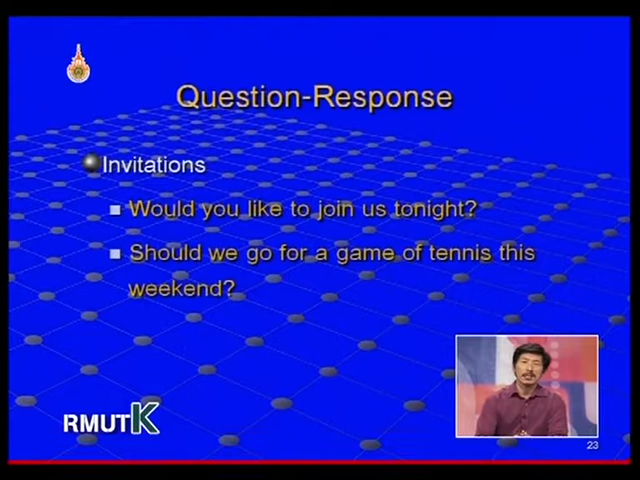 Question-Response
Invitations
Would you like to join us tonight?
Should we go for a game of tennis this
weekend?
RMUTK
23